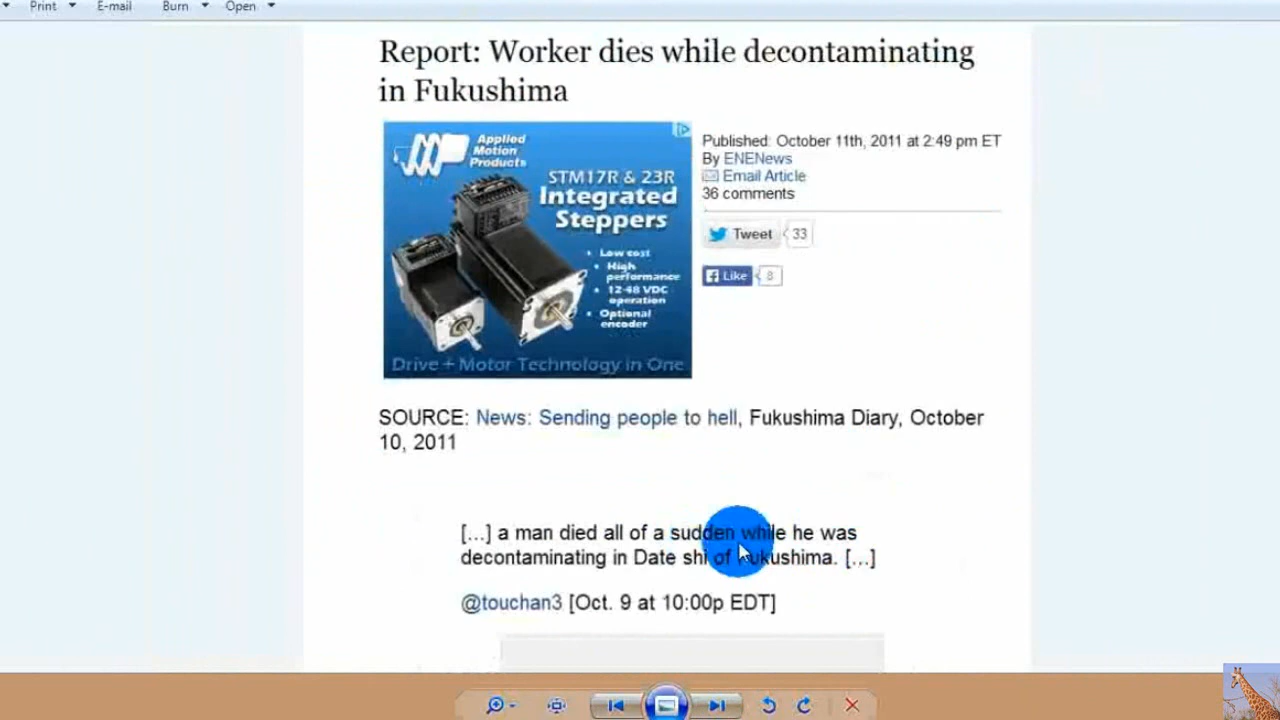 Print E-mail Burn Open
Report: Worker dies while decontaminating
in Fukushima
Applied
Motion
Products
STM17R & 23R
Integrated
Steppers
• Low cost
• High
performance
• 12-48 VDC
operation
• Optional
encoder
Drive + Motor Technology in One
Published: October 11th, 2011 at 2:49 pm ET
By ENENews
Email Article
36 comments
Tweet 33
Like 8
SOURCE: News: Sending people to hell, Fukushima Diary, October
10, 2011
[...] a man died all of a sudden while he was
decontaminating in Date shi of Fukushima. [...]
@touchan3 [Oct. 9 at 10:00p EDT]